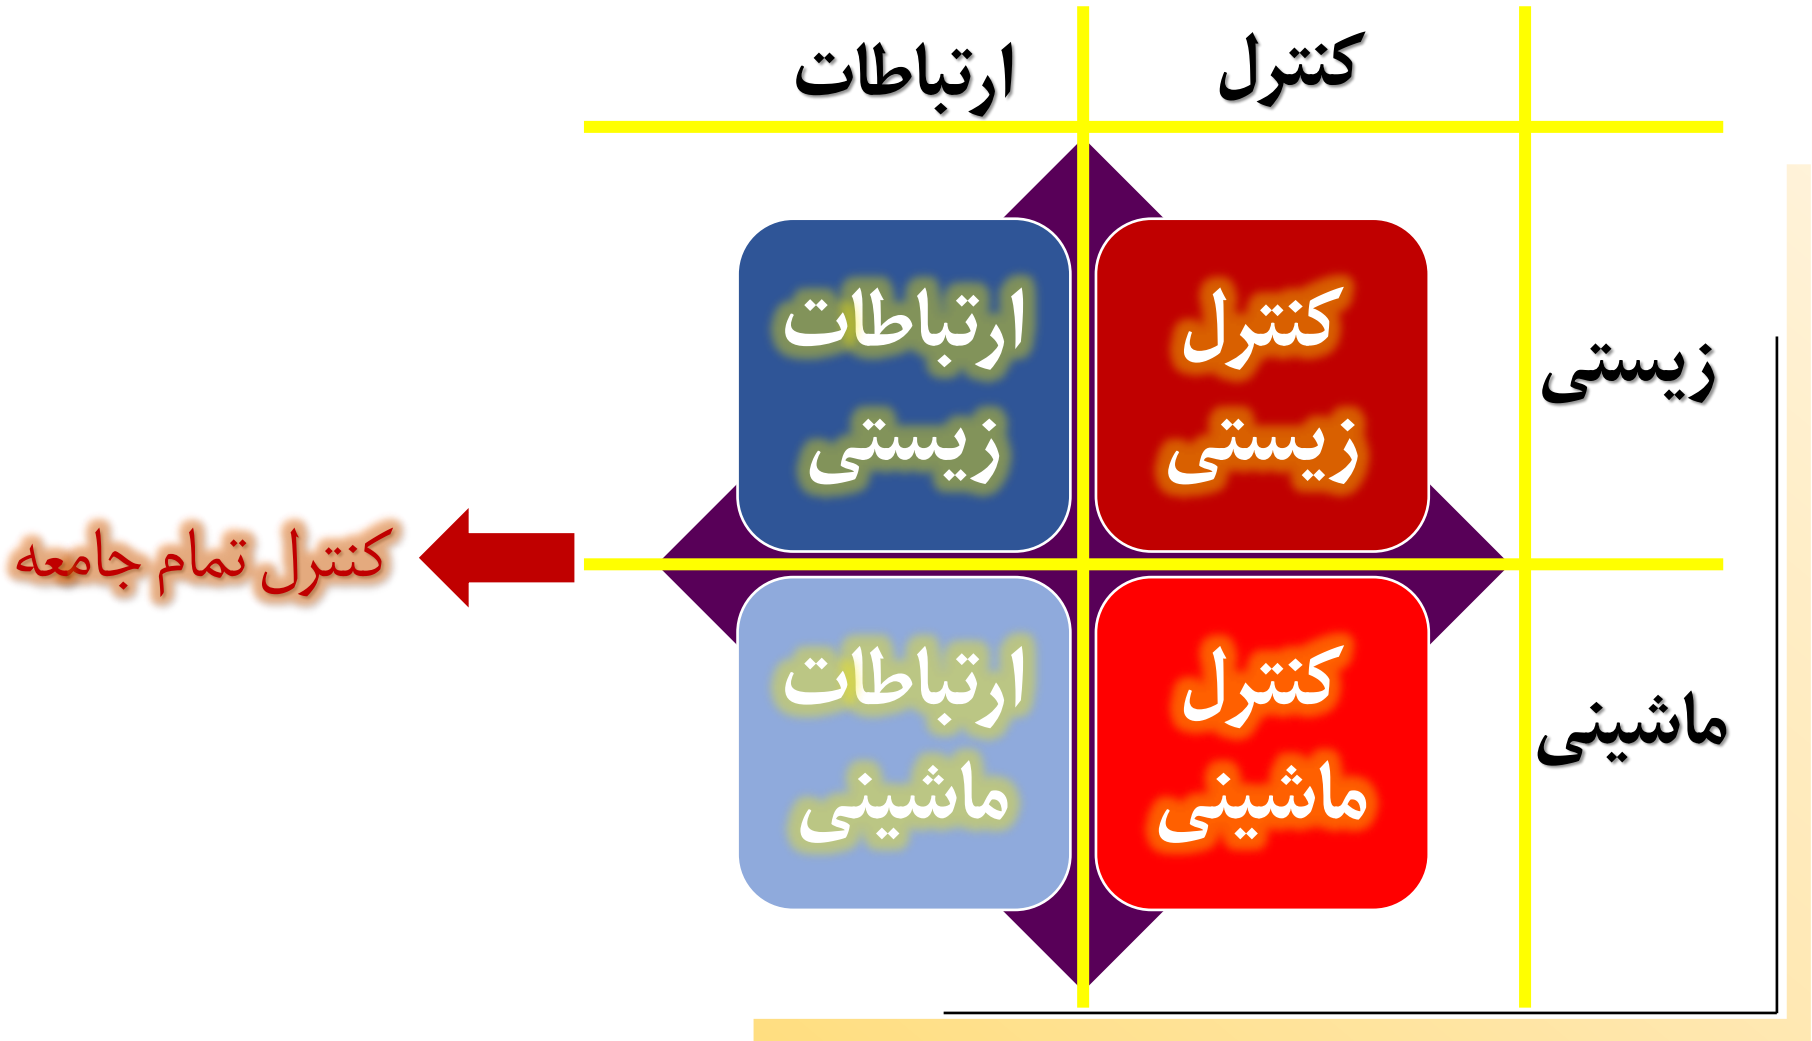 کنترل
ارتباطات
زیستی
کنترل
زیستی
ارتباطات
زیستی
کنترل تمام جامعه
ماشینی
کنترل
ماشینی
ارتباطات
ماشینی